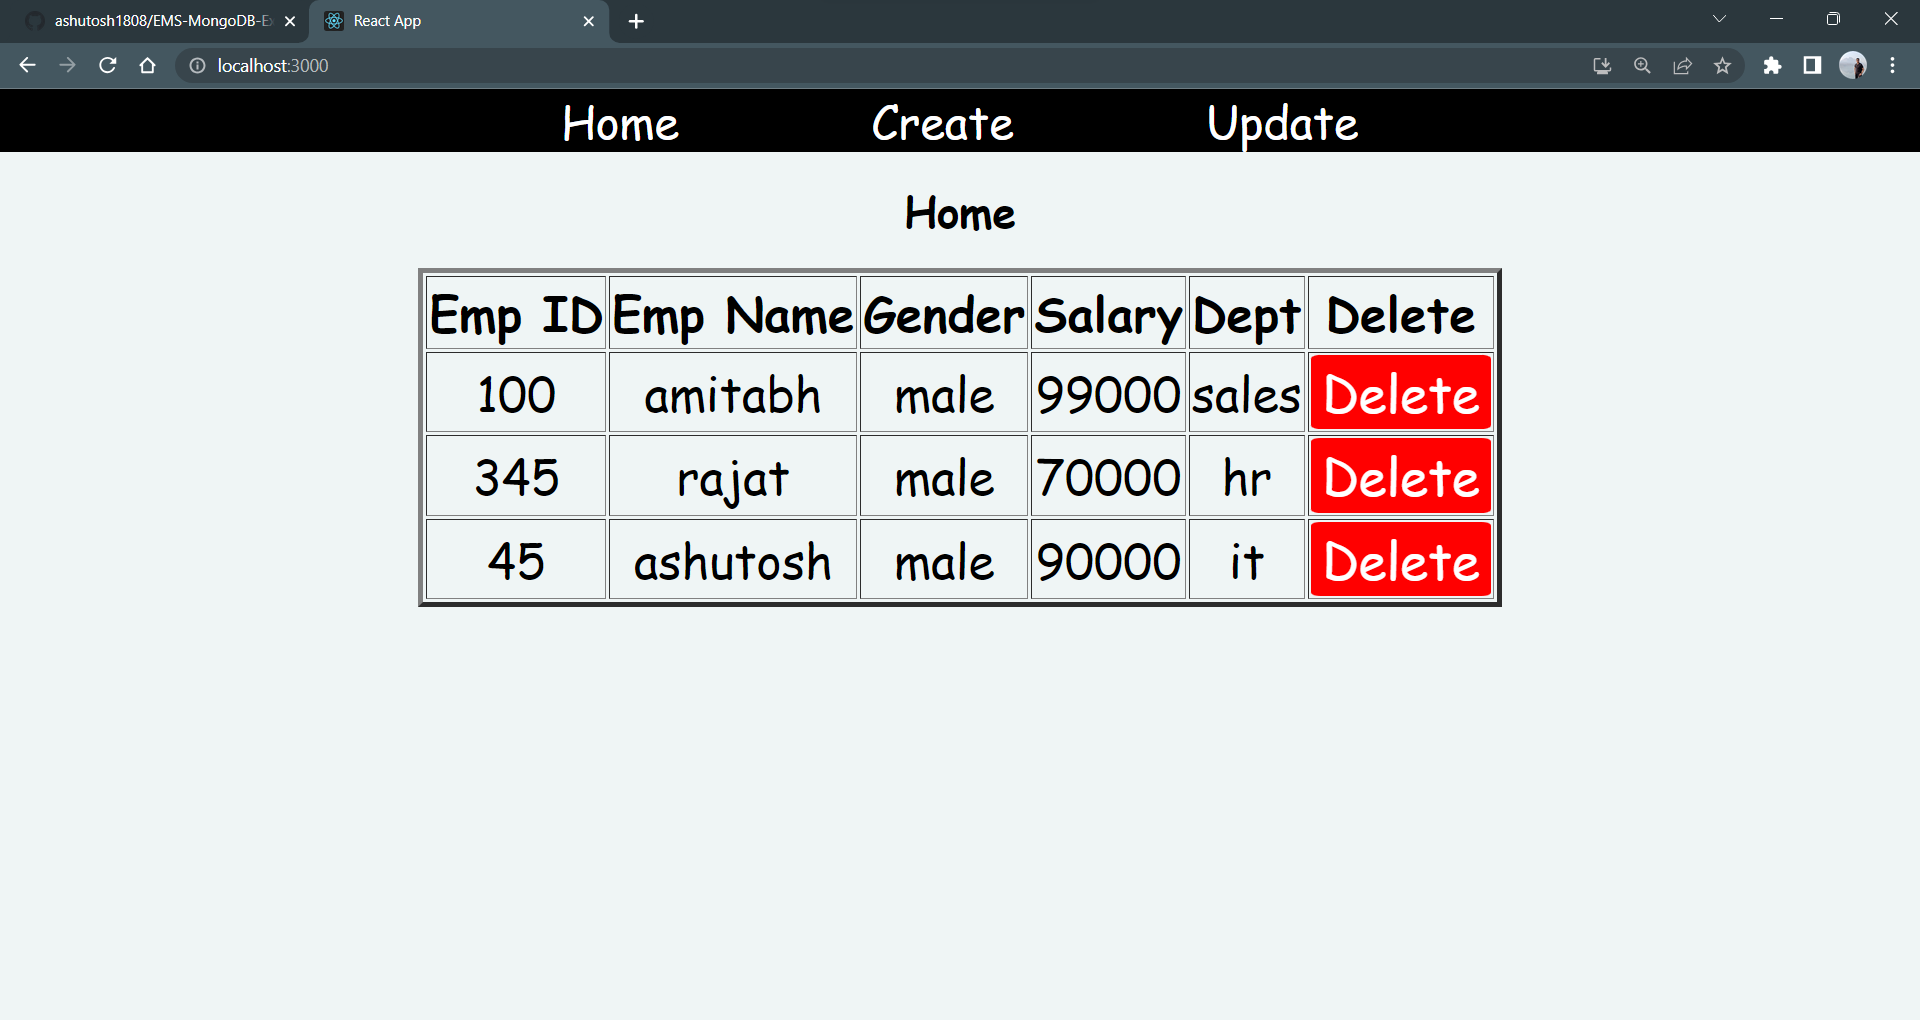 ashutosh1808/EMS-MongoDB-Ex
React App
localhost:3000
Home Create Update
Home
Emp ID Emp Name Gender Salary Dept Delete
100 amitabh male 99000 sales Delete
345 rajat male 70000 hr Delete
45 ashutosh male 90000 it Delete